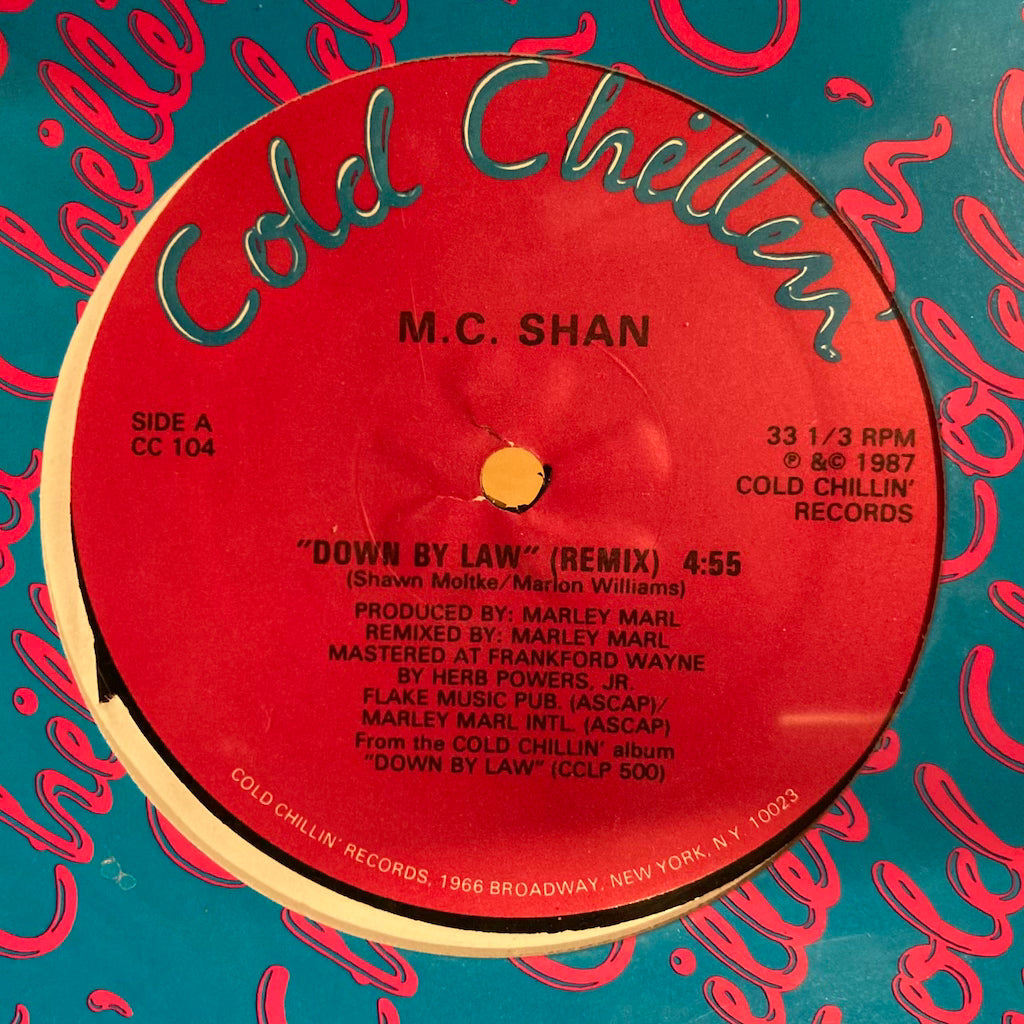 Cold Chillin'
M.C. SHAN
SIDE A
CC 104
33 1/3 RPM
℗ &© 1987
COLD CHILLIN'
RECORDS
"DOWN BY LAW" (REMIX) 4:55
(Shawn Moltke/Marlon Williams)
PRODUCED BY: MARLEY MARL
REMIXED BY: MARLEY MARL
MASTERED AT FRANKFORD WAYNE
BY HERB POWERS, JR.
FLAKE MUSIC PUB. (ASCAP)/
MARLEY MARL INTL. (ASCAP)
From the COLD CHILLIN' album
"DOWN BY LAW" (CCLP 500)
COLD CHILLIN' RECORDS, 1966 BROADWAY, NEW YORK, N.Y. 10023